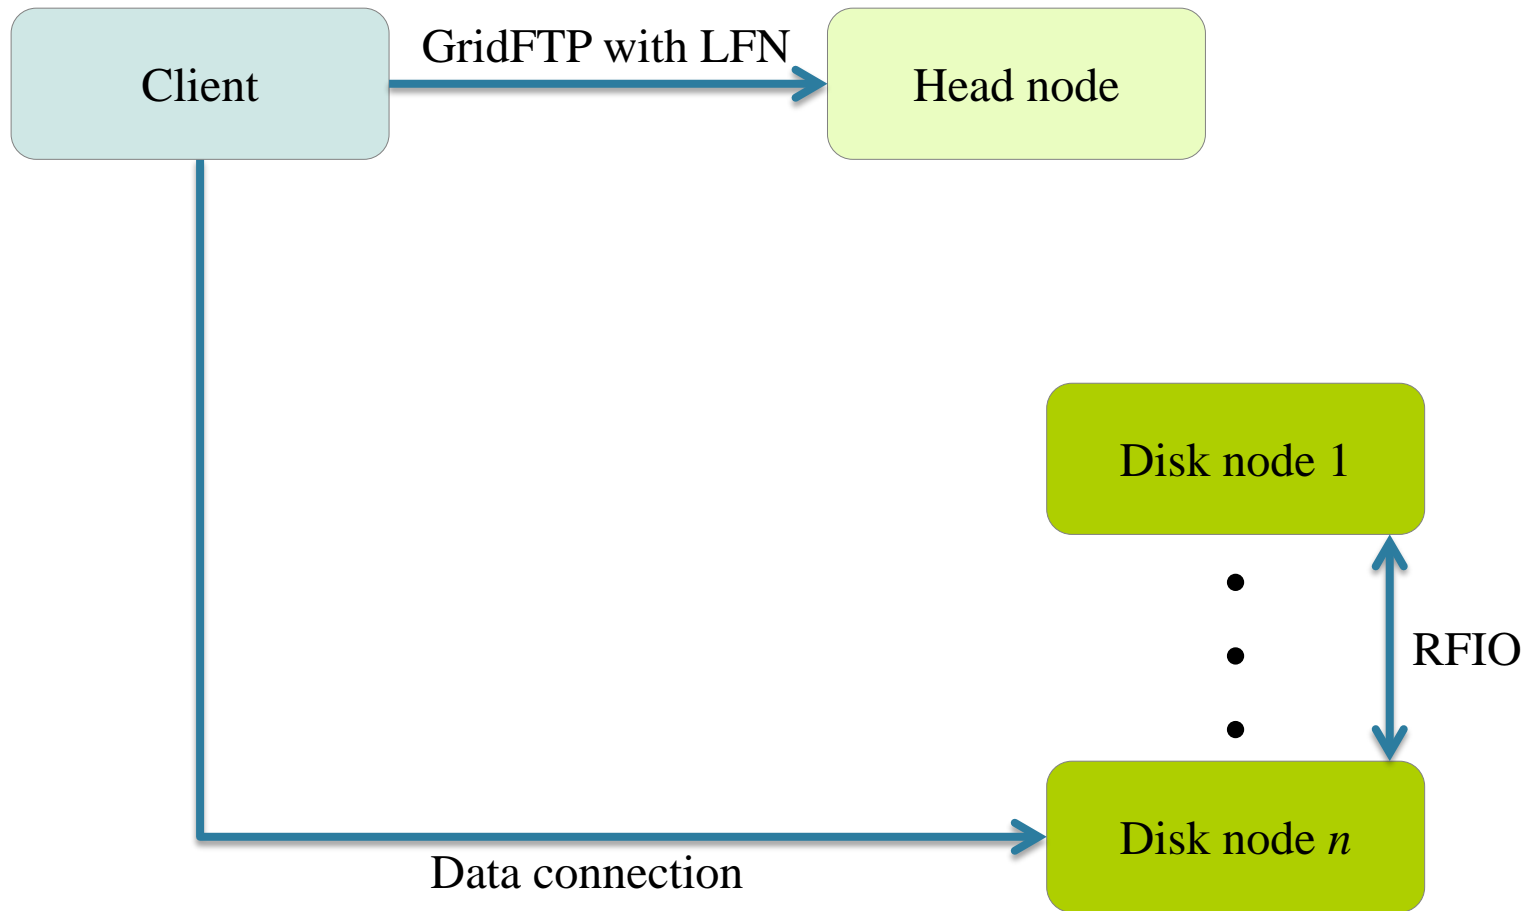 GridFTP with LFN
Client
Head node
Disk node 1
RFIO
Disk node n
Data connection